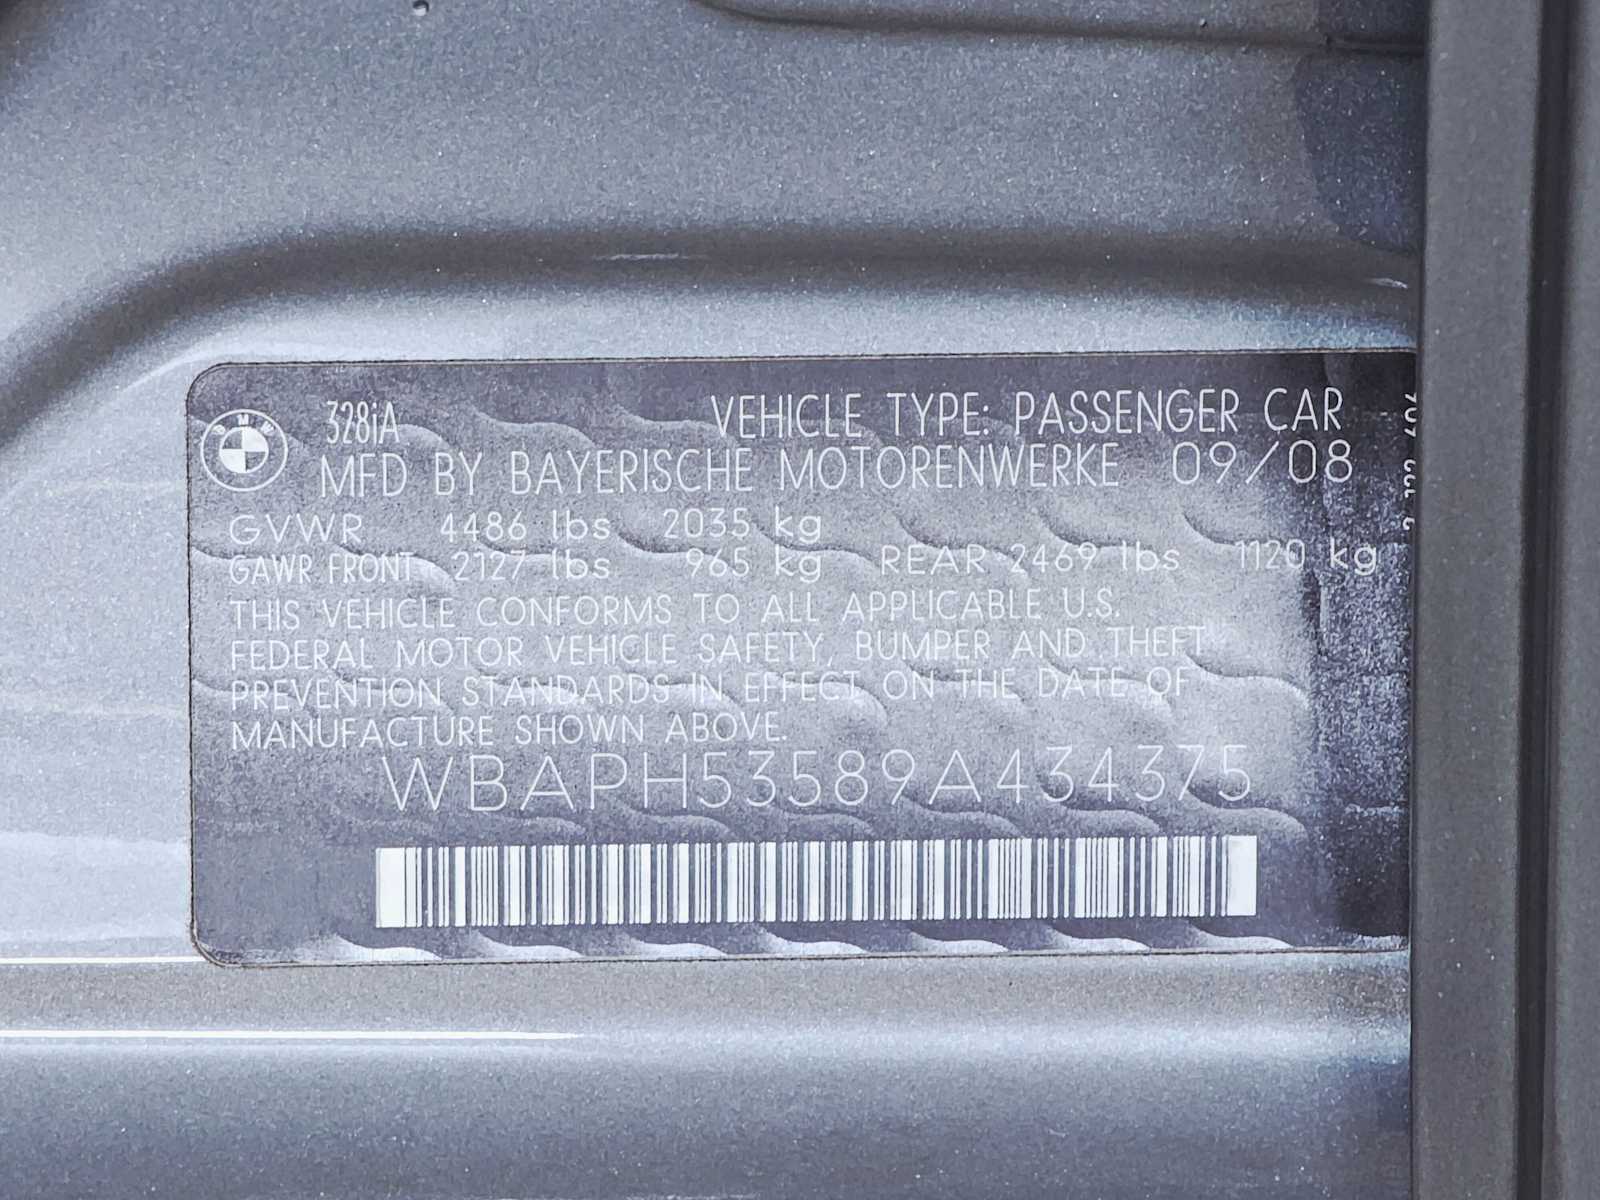 BMW
328iA VEHICLE TYPE: PASSENGER CAR
MFD BY BAYERISCHE MOTORENWERKE 09/08
GVWR 4486 lbs 2035 kg
GAWR FRONT 2127 lbs 965 kg REAR 2469 lbs 1120 kg
THIS VEHICLE CONFORMS TO ALL APPLICABLE U.S.
FEDERAL MOTOR VEHICLE SAFETY, BUMPER AND THEFT
PREVENTION STANDARDS IN EFFECT ON THE DATE OF
MANUFACTURE SHOWN ABOVE.
WBAPH53589A434375